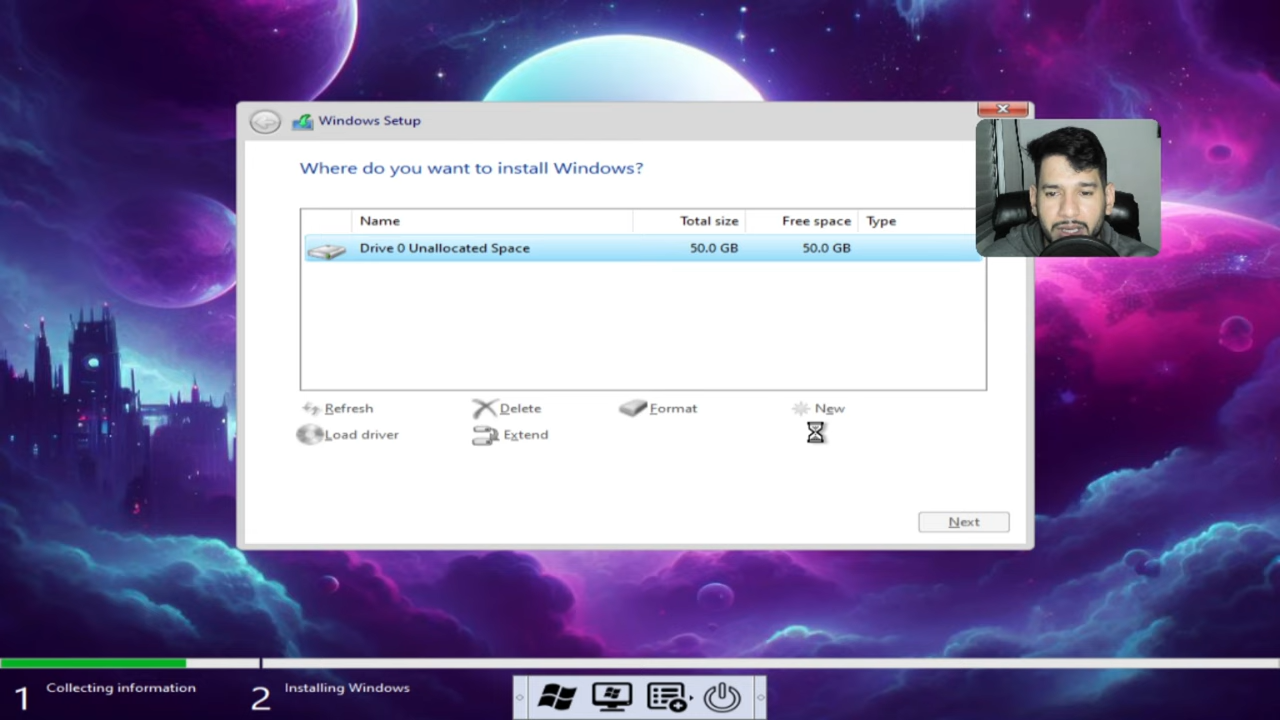 Windows Setup
Where do you want to install Windows?
Name Total size Free space Type
Drive 0 Unallocated Space 50.0 GB 50.0 GB
Refresh Delete Format New
Load driver Extend
Next
1 Collecting information 2 Installing Windows